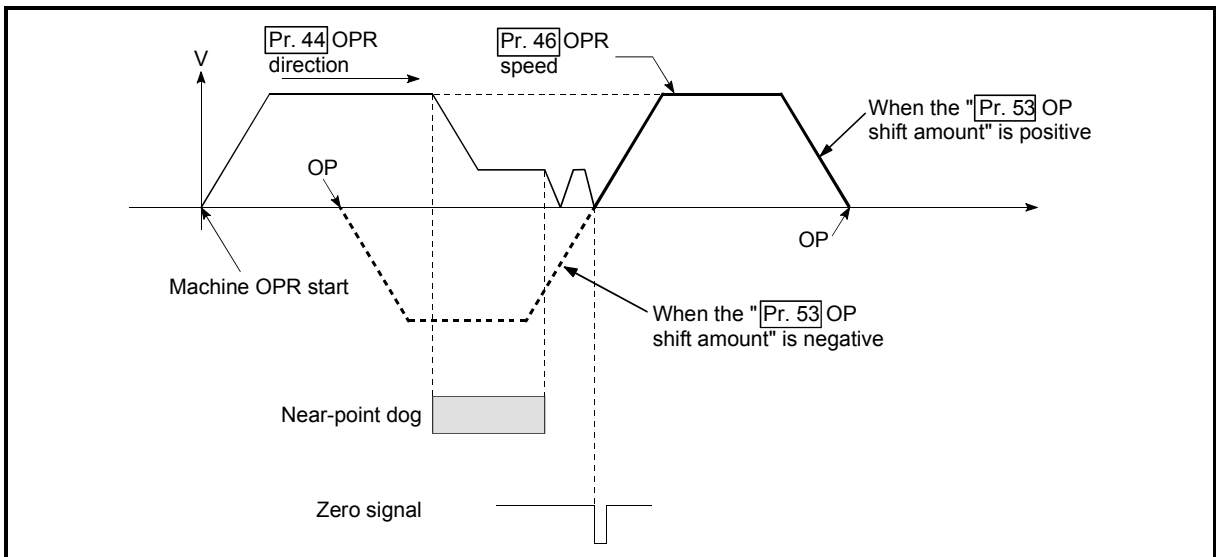 Pr. 44 OPR
direction
Pr. 46 OPR
speed
V
When the "Pr. 53 OP
shift amount" is positive
OP
OP
Machine OPR start
When the "Pr. 53 OP
shift amount" is negative
Near-point dog
Zero signal